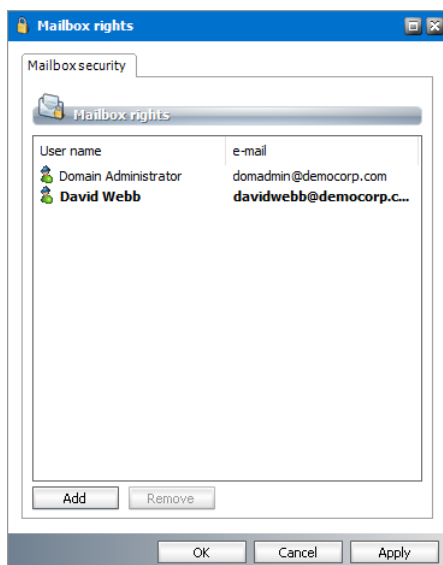 Mailbox rights
Mailbox security
Mailbox rights
User name e-mail
Domain Administrator domadmin@democorp.com
David Webb davidwebb@democorp.c...
Add Remove
OK Cancel Apply